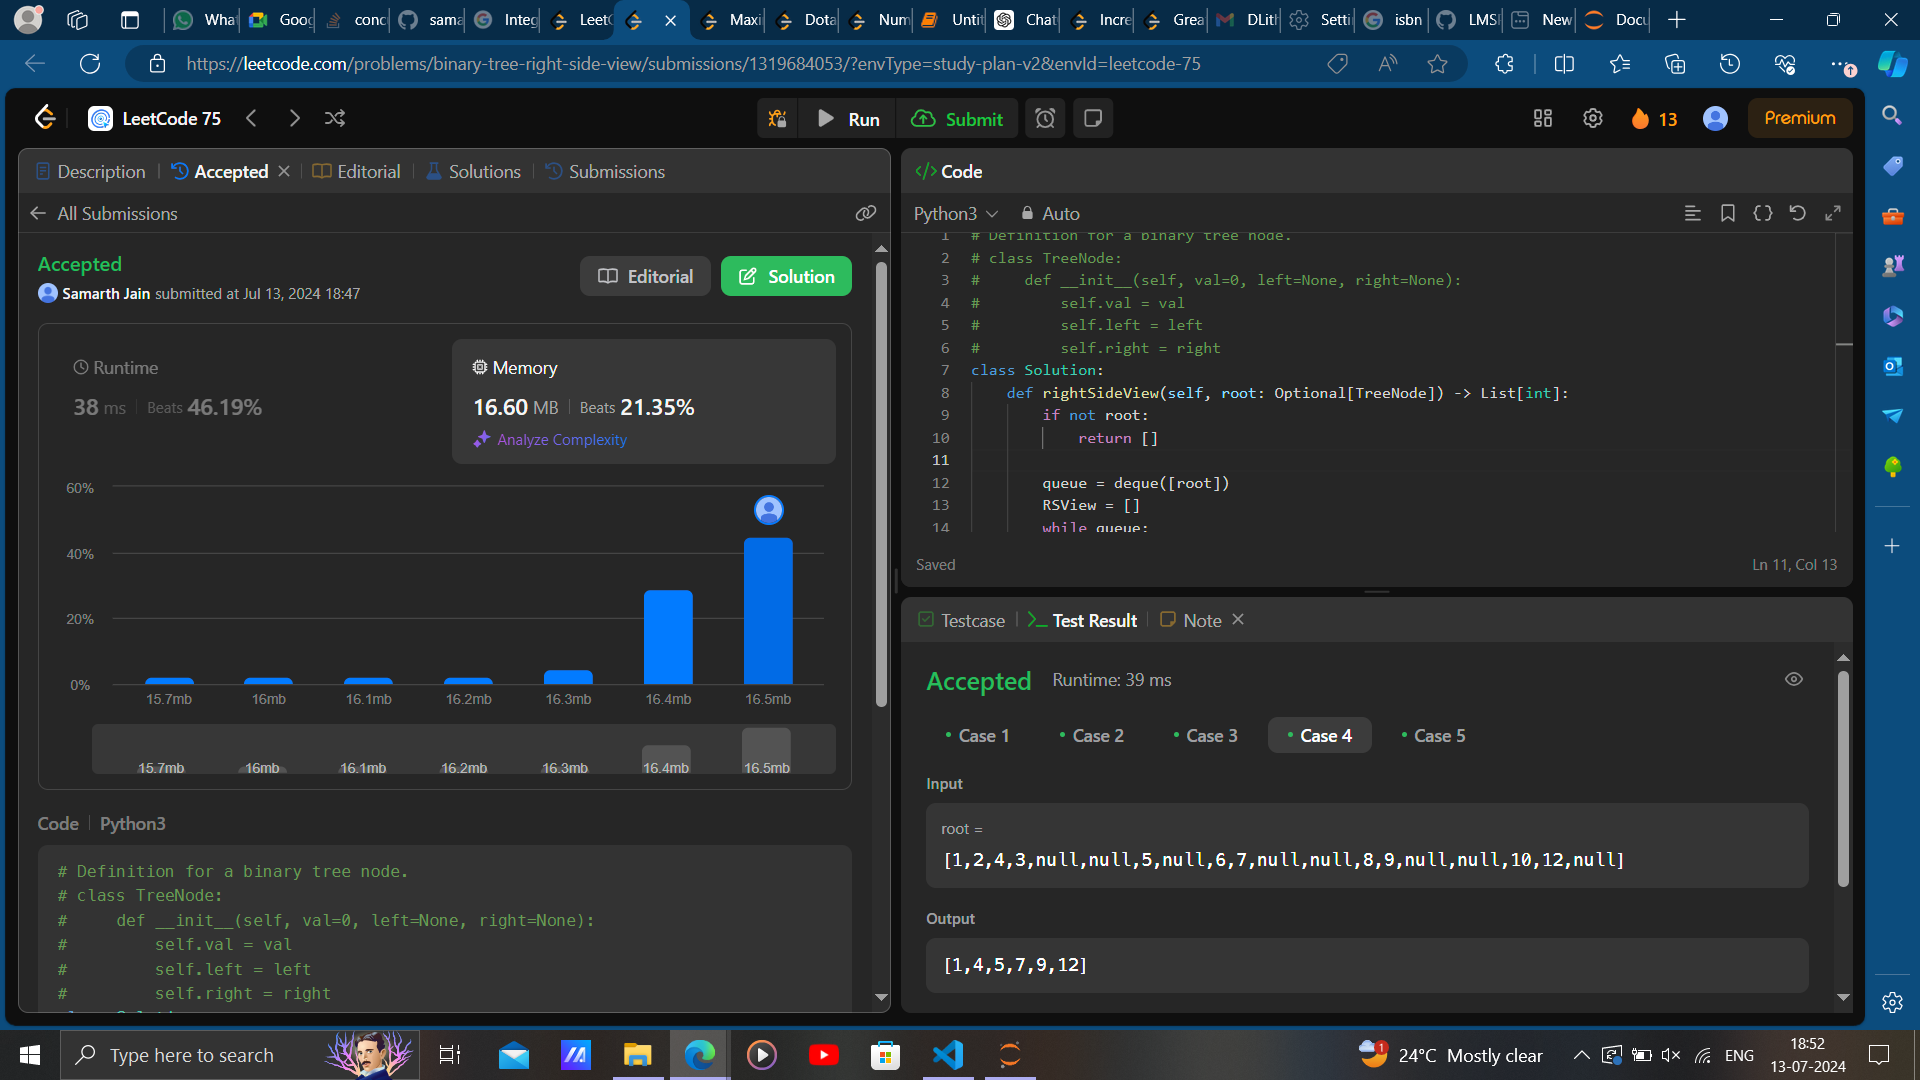 What
Goog
conc
sama
Integ
LeetC
Maxi
Dota
Num
Untit
Chat
Incre
Grea
DLith
Setti
isbn
LMSI
New
Docu
https://leetcode.com/problems/binary-tree-right-side-view/submissions/1319684053/?envType=study-plan-v2&envId=leetcode-75
LeetCode 75
Run
Submit
13
Premium
Description
Accepted
Editorial
Solutions
Submissions
All Submissions
Accepted
Samarth Jain submitted at Jul 13, 2024 18:47
Editorial
Solution
Runtime
38 ms
Beats 46.19%
Memory
16.60 MB
Beats 21.35%
Analyze Complexity
60%
40%
20%
0%
15.7mb 16mb 16.1mb 16.2mb 16.3mb 16.4mb 16.5mb
15.7mb 16mb 16.1mb 16.2mb 16.3mb 16.4mb 16.5mb
Code
Python3
# Definition for a binary tree node.
# class TreeNode:
#     def __init__(self, val=0, left=None, right=None):
#         self.val = val
#         self.left = left
#         self.right = right
</> Code
Python3
Auto
1 # Definition for a binary tree node.
2 # class TreeNode:
3 #     def __init__(self, val=0, left=None, right=None):
4 #         self.val = val
5 #         self.left = left
6 #         self.right = right
7 class Solution:
8     def rightSideView(self, root: Optional[TreeNode]) -> List[int]:
9         if not root:
10             return []
11
12         queue = deque([root])
13         RSView = []
14         while queue:
Saved
Ln 11, Col 13
Testcase
Test Result
Note
Accepted
Runtime: 39 ms
Case 1
Case 2
Case 3
Case 4
Case 5
Input
root =
[1,2,4,3,null,null,5,null,6,7,null,null,8,9,null,null,10,12,null]
Output
[1,4,5,7,9,12]
Type here to search
1
24°C Mostly clear
ENG
18:52
13-07-2024